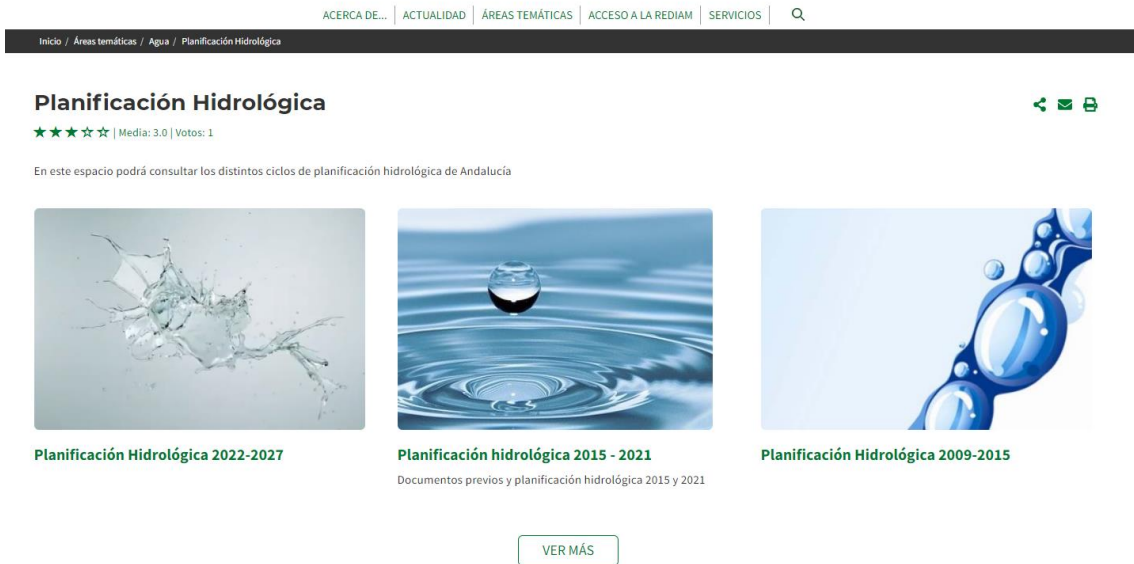 ACERCA DE... | ACTUALIDAD | ÁREAS TEMÁTICAS | ACCESO A LA REDIAM | SERVICIOS |
Inicio / Áreas temáticas / Agua / Planificación Hidrológica
Planificación Hidrológica
★★★☆☆ | Media: 3.0 | Votos: 1
En este espacio podrá consultar los distintos ciclos de planificación hidrológica de Andalucía
Planificación Hidrológica 2022-2027
Planificación hidrológica 2015 - 2021
Documentos previos y planificación hidrológica 2015 y 2021
Planificación Hidrológica 2009-2015
VER MÁS